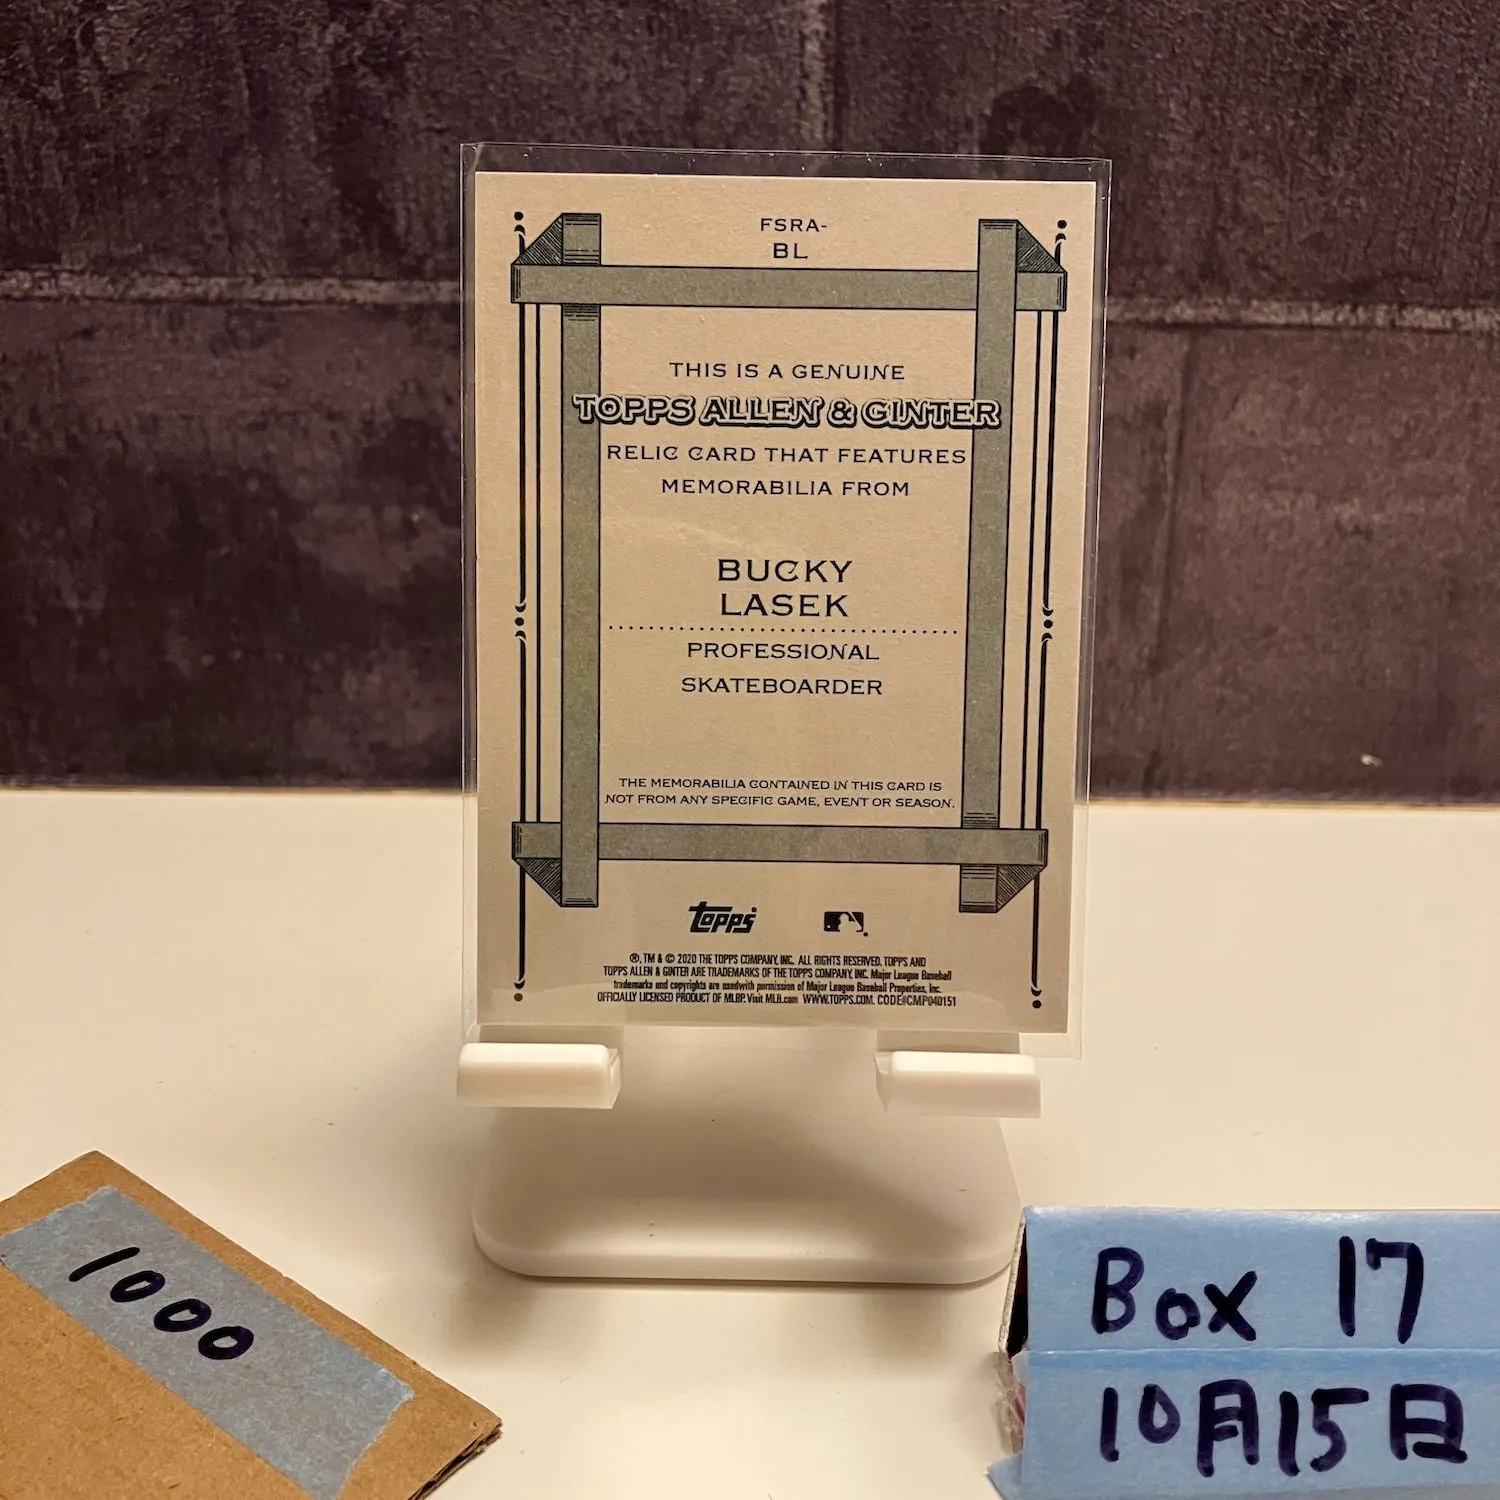 FSRA-
BL
THIS IS A GENUINE
TOPPS ALLEN & GINTER
RELIC CARD THAT FEATURES
MEMORABILIA FROM
BUCKY
LASEK
PROFESSIONAL
SKATEBOARDER
THE MEMORABILIA CONTAINED IN THIS CARD IS
NOT FROM ANY SPECIFIC GAME, EVENT OR SEASON.
topps
®, TM & © 2020 THE TOPPS COMPANY, INC. ALL RIGHTS RESERVED. TOPPS AND
TOPPS ALLEN & GINTER ARE TRADEMARKS OF THE TOPPS COMPANY, INC. Major League Baseball
trademarks and copyrights are usedwith permission of Major League Baseball Properties, Inc.
OFFICIALLY LICENSED PRODUCT OF MLBP. Visit MLB.com WWW.TOPPS.COM. CODE#CMP040151
1000
Box 17
10月15日